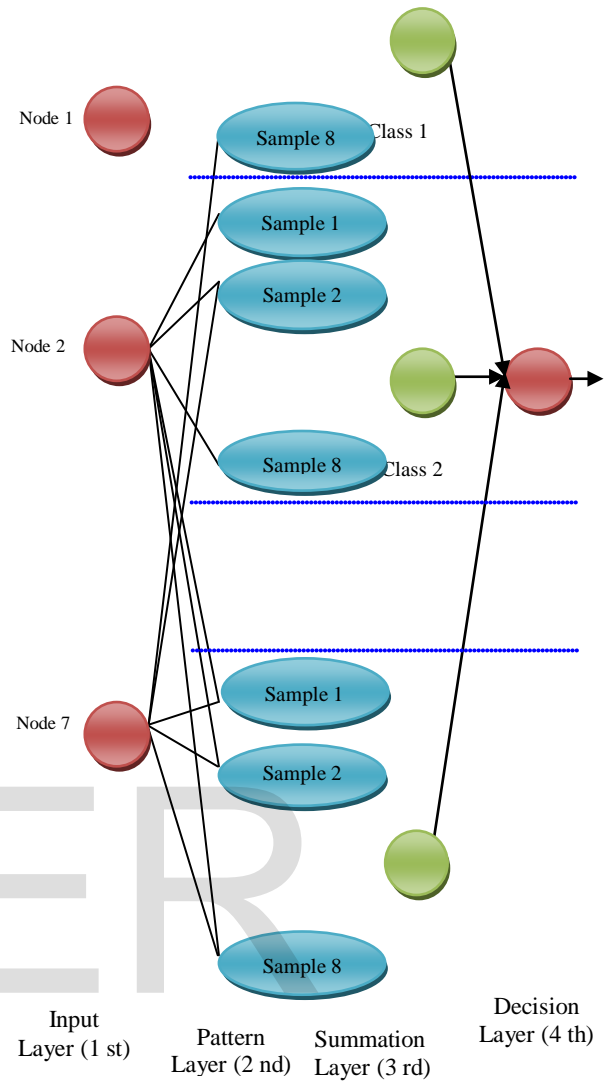 Node 1
Sample 8
Class 1
Sample 1
Sample 2
Node 2
Sample 8
Class 2
Sample 1
Node 7
Sample 2
ER
Sample 8
Input
Layer (1 st)
Pattern
Layer (2 nd)
Summation
Layer (3 rd)
Decision
Layer (4 th)